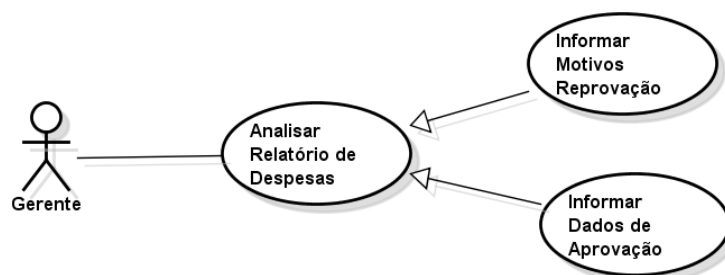 Informar
Motivos
Reprovação
Analisar
Relatório de
Despesas
Gerente
Informar
Dados de
Aprovação